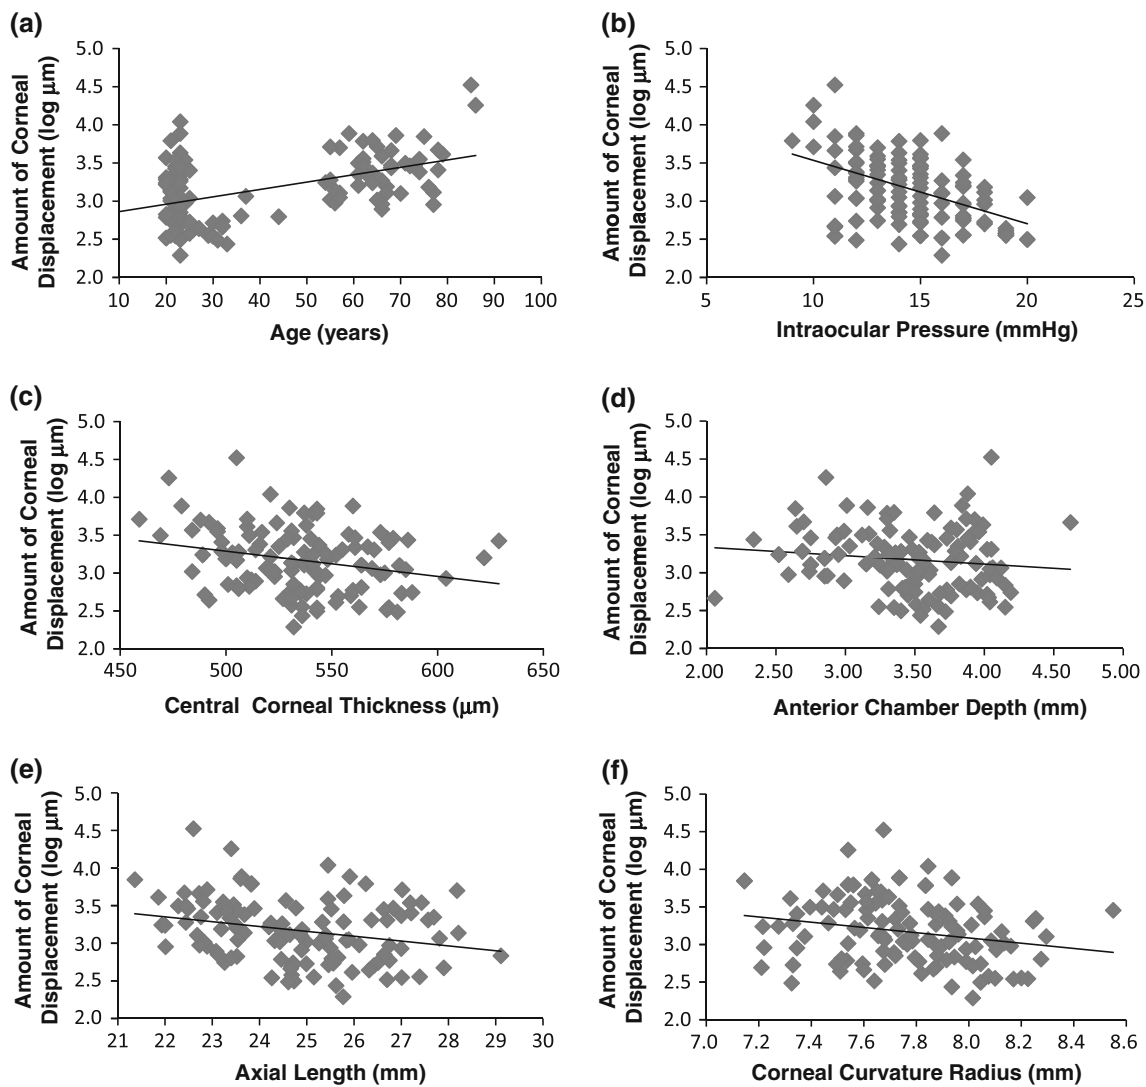 (a)
Amount of Corneal
Displacement (log μm)
5.0
4.5
4.0
3.5
3.0
2.5
2.0
10 20 30 40 50 60 70 80 90 100
Age (years)
(b)
Amount of Corneal
Displacement (log μm)
5.0
4.5
4.0
3.5
3.0
2.5
2.0
5 10 15 20 25
Intraocular Pressure (mmHg)
(c)
Amount of Corneal
Displacement (log μm)
5.0
4.5
4.0
3.5
3.0
2.5
2.0
450 500 550 600 650
Central Corneal Thickness (μm)
(d)
Amount of Corneal
Displacement (log μm)
5.0
4.5
4.0
3.5
3.0
2.5
2.0
2.00 2.50 3.00 3.50 4.00 4.50 5.00
Anterior Chamber Depth (mm)
(e)
Amount of Corneal
Displacement (log μm)
5.0
4.5
4.0
3.5
3.0
2.5
2.0
21 22 23 24 25 26 27 28 29 30
Axial Length (mm)
(f)
Amount of Corneal
Displacement (log μm)
5.0
4.5
4.0
3.5
3.0
2.5
2.0
7.0 7.2 7.4 7.6 7.8 8.0 8.2 8.4 8.6
Corneal Curvature Radius (mm)